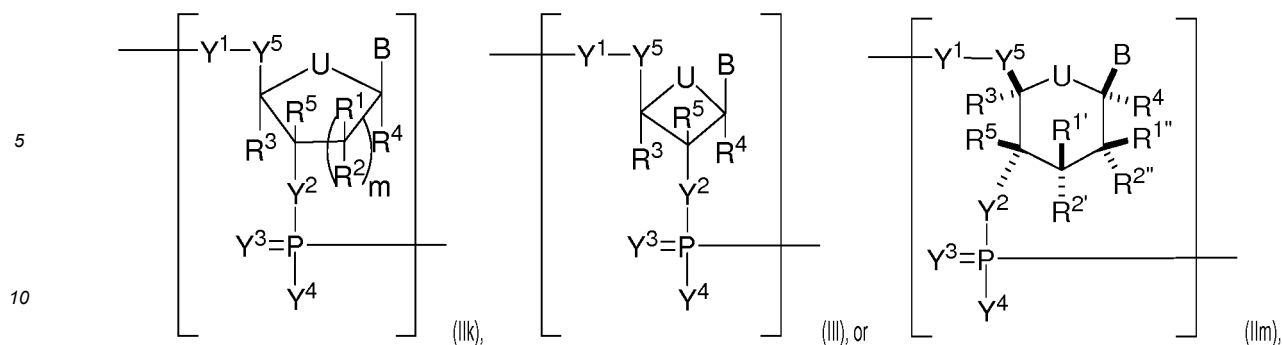 Y¹ Y⁵
U B
R⁵ R¹
R³ R⁴
R² m
Y²
Y³=P
Y⁴
(IIk),
Y¹ Y⁵
U B
R⁵
R³ R⁴
Y²
Y³=P
Y⁴
(IIl), or
Y¹ Y⁵ U B
R³ R⁴
R⁵ R¹' R¹"
R²"
Y² R²'
Y³=P
Y⁴
(IIm),
5
10